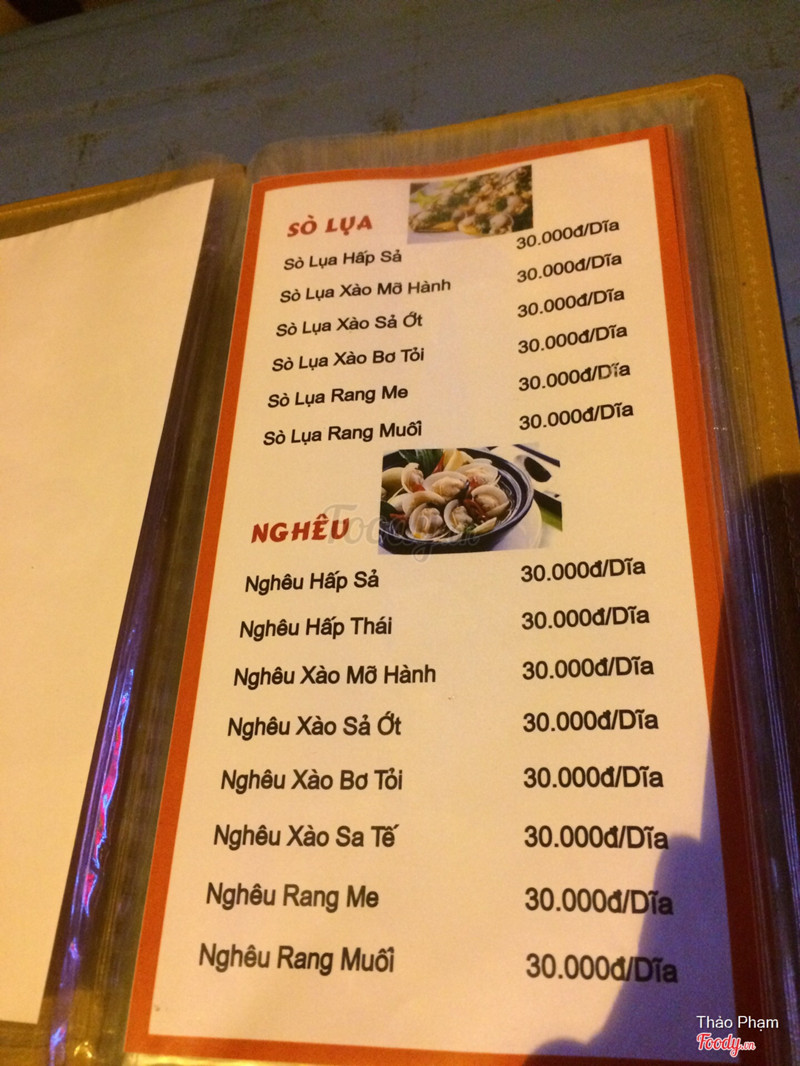 SÒ LỤA
Sò Lụa Hấp Sả 30.000đ/Dĩa
Sò Lụa Xào Mỡ Hành 30.000đ/Dĩa
Sò Lụa Xào Sả Ớt 30.000đ/Dĩa
Sò Lụa Xào Bơ Tỏi 30.000đ/Dĩa
Sò Lụa Rang Me 30.000đ/Dĩa
Sò Lụa Rang Muối 30.000đ/Dĩa
NGHÊU
Nghêu Hấp Sả 30.000đ/Dĩa
Nghêu Hấp Thái 30.000đ/Dĩa
Nghêu Xào Mỡ Hành 30.000đ/Dĩa
Nghêu Xào Sả Ớt 30.000đ/Dĩa
Nghêu Xào Bơ Tỏi 30.000đ/Dĩa
Nghêu Xào Sa Tế 30.000đ/Dĩa
Nghêu Rang Me 30.000đ/Dĩa
Nghêu Rang Muối 30.000đ/Dĩa
Foody.vn
Thảo Phạm
Foody.vn